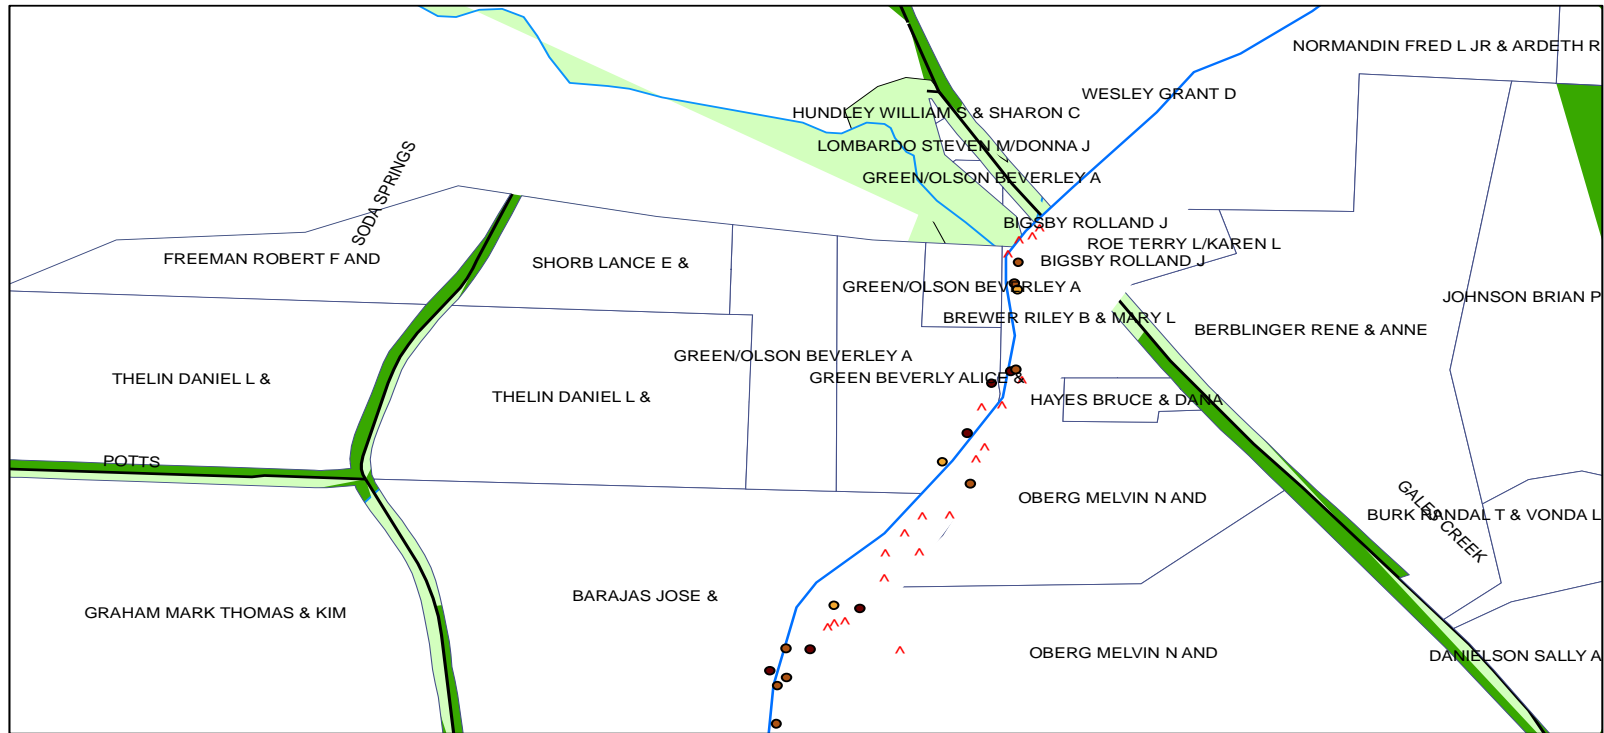 NORMANDIN FRED L JR & ARDETH R
WESLEY GRANT D
HUNDLEY WILLIAM S & SHARON C
LOMBARDO STEVEN M/DONNA J
GREEN/OLSON BEVERLEY A
SODA SPRINGS
BIGSBY ROLLAND J
ROE TERRY L/KAREN L
FREEMAN ROBERT F AND
SHORB LANCE E &
BIGSBY ROLLAND J
GREEN/OLSON BEVERLEY A
JOHNSON BRIAN P
BREWER RILEY B & MARY L
BERBLINGER RENE & ANNE
GREEN/OLSON BEVERLEY A
THELIN DANIEL L &
GREEN BEVERLY ALICE &
THELIN DANIEL L &
HAYES BRUCE & DANA
POTTS
OBERG MELVIN N AND
GALES CREEK
BURK RANDAL T & VONDA L
BARAJAS JOSE &
GRAHAM MARK THOMAS & KIM
OBERG MELVIN N AND
DANIELSON SALLY A